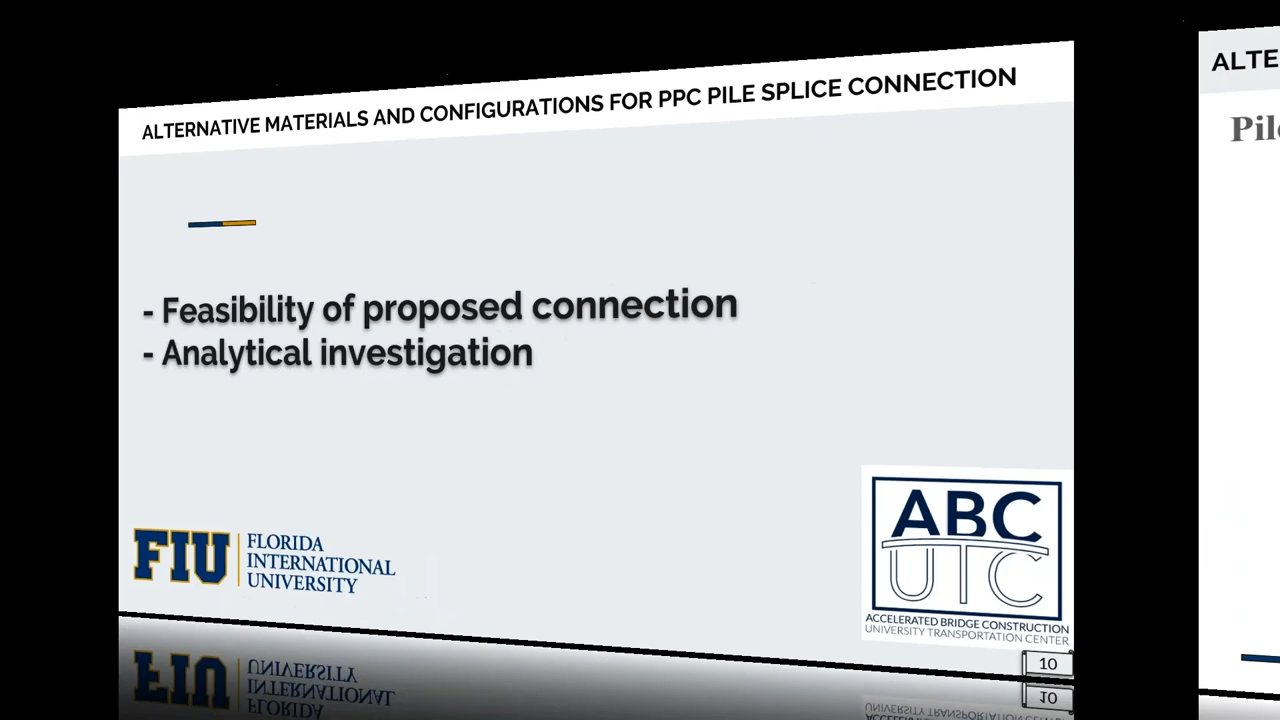 ALTERNATIVE MATERIALS AND CONFIGURATIONS FOR PPC PILE SPLICE CONNECTION
- Feasibility of proposed connection
- Analytical investigation
FIU
FLORIDA
INTERNATIONAL
UNIVERSITY
ABC
UTC
ACCELERATED BRIDGE CONSTRUCTION
UNIVERSITY TRANSPORTATION CENTER
10